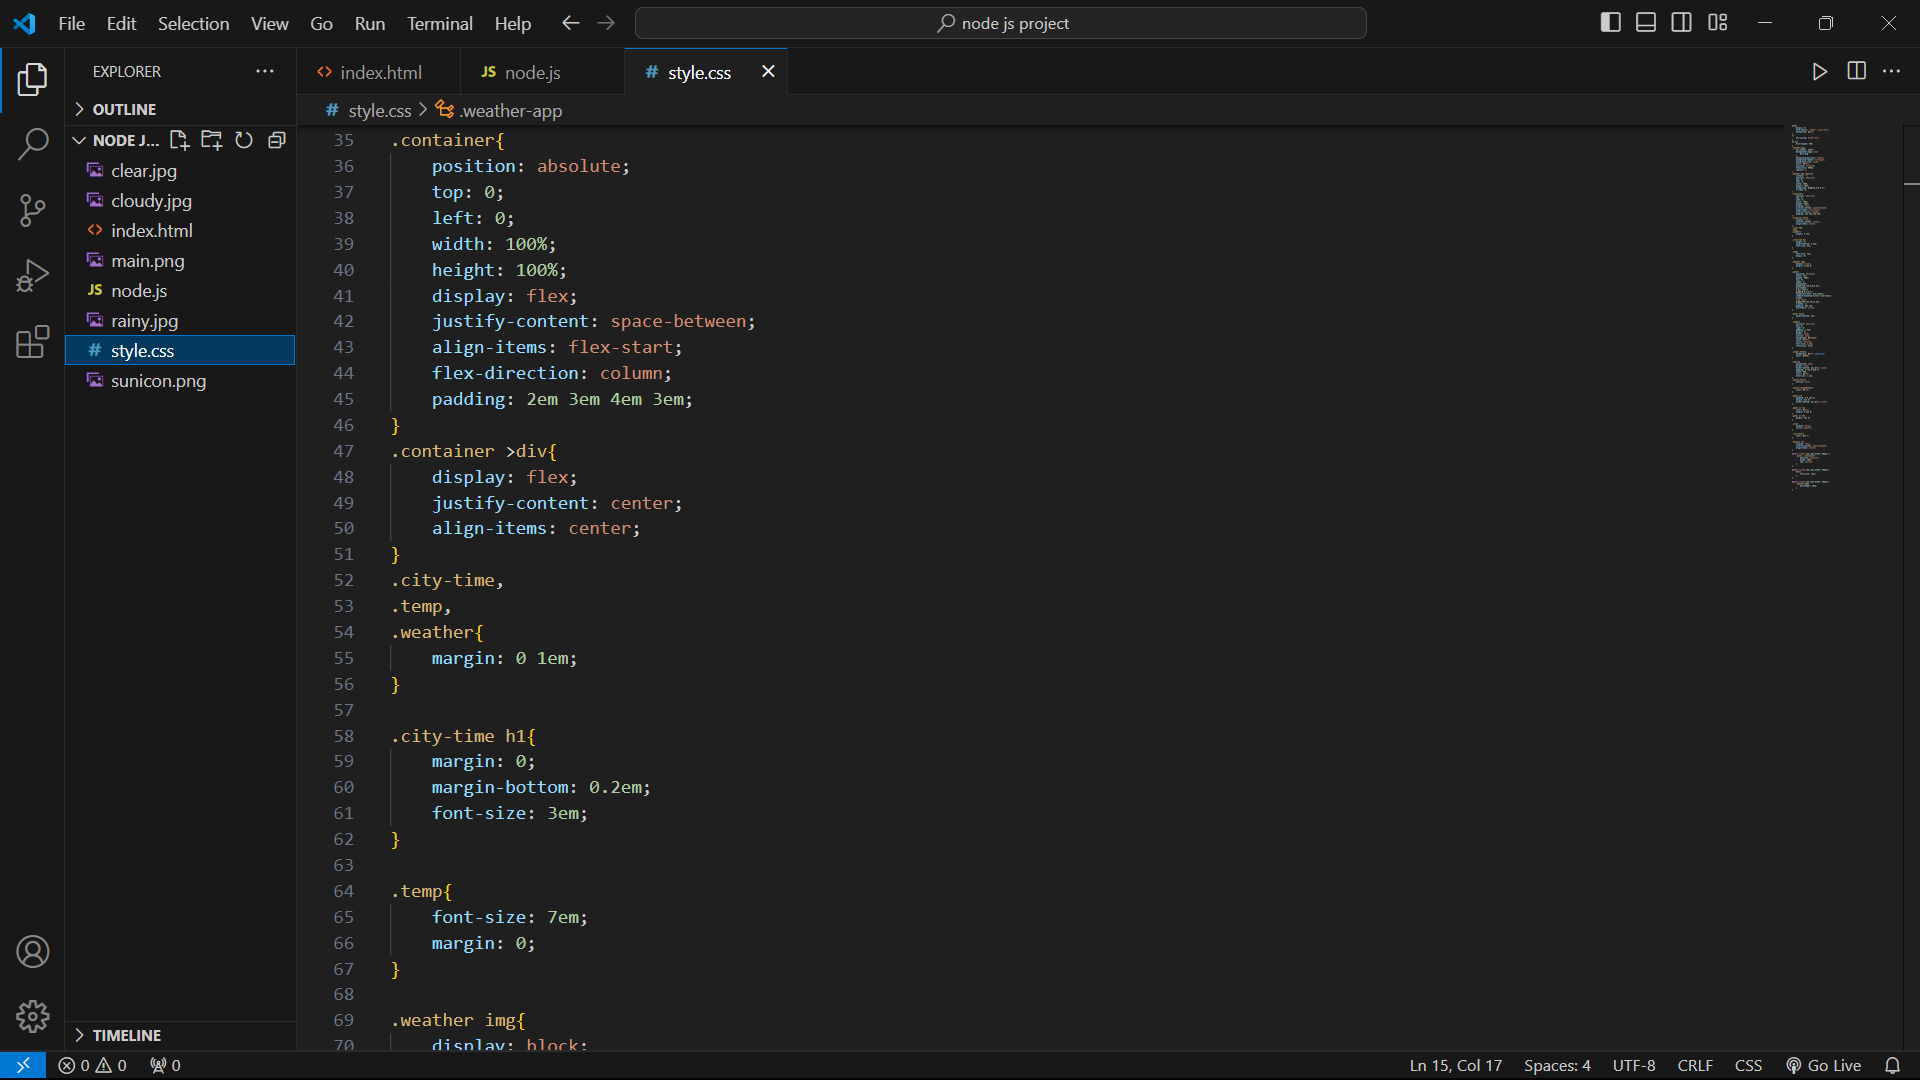 File Edit Selection View Go Run Terminal Help
node js project
EXPLORER
index.html
JS node.js
# style.css
OUTLINE
# style.css > .weather-app
NODE J...
clear.jpg
cloudy.jpg
index.html
main.png
JS node.js
rainy.jpg
# style.css
sunicon.png
TIMELINE
35 .container{
36 position: absolute;
37 top: 0;
38 left: 0;
39 width: 100%;
40 height: 100%;
41 display: flex;
42 justify-content: space-between;
43 align-items: flex-start;
44 flex-direction: column;
45 padding: 2em 3em 4em 3em;
46 }
47 .container >div{
48 display: flex;
49 justify-content: center;
50 align-items: center;
51 }
52 .city-time,
53 .temp,
54 .weather{
55 margin: 0 1em;
56 }
57
58 .city-time h1{
59 margin: 0;
60 margin-bottom: 0.2em;
61 font-size: 3em;
62 }
63
64 .temp{
65 font-size: 7em;
66 margin: 0;
67 }
68
69 .weather img{
70 display: block;
0 0 0
Ln 15, Col 17 Spaces: 4 UTF-8 CRLF CSS Go Live